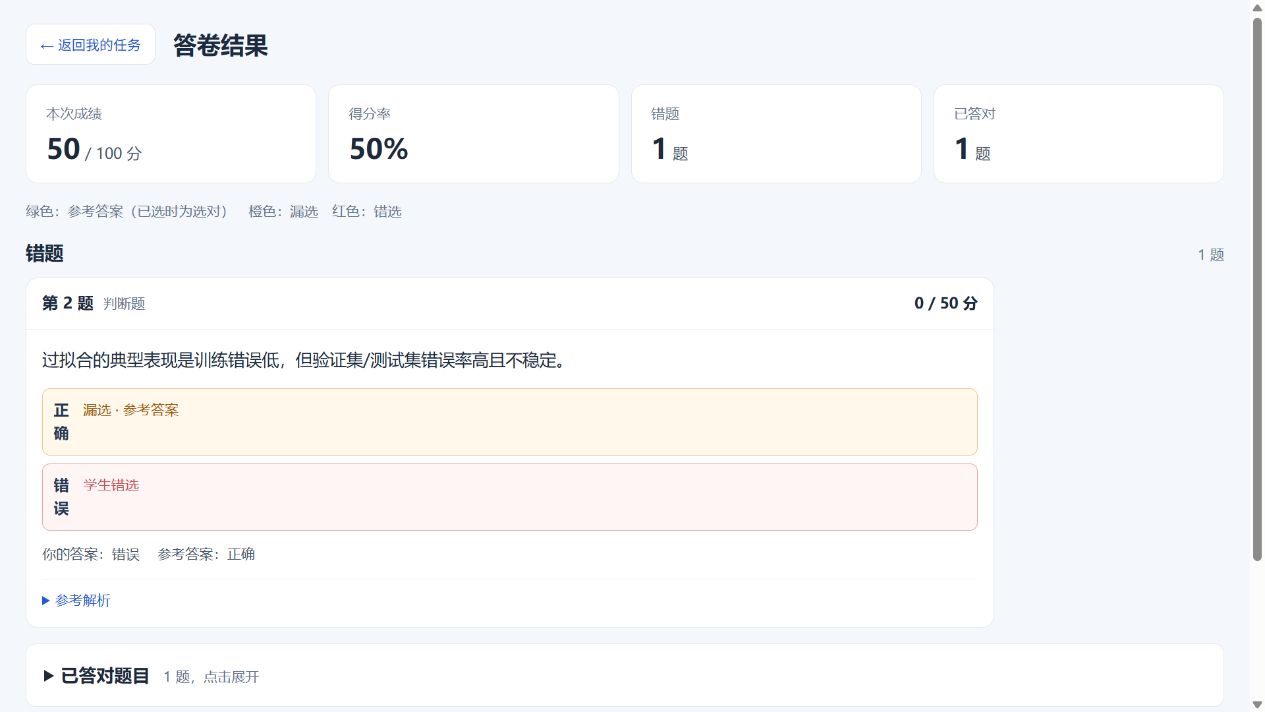 ← 返回我的任务 答卷结果
本次成绩 得分率 错题 已答对
50 / 100 分 50% 1 题 1 题
绿色：参考答案（已选时为选对） 橙色：漏选 红色：错选
错题 1 题
第 2 题 判断题 0 / 50 分
过拟合的典型表现是训练错误低，但验证集/测试集错误率高且不稳定。
正 漏选 · 参考答案
确
错 学生错选
误
你的答案：错误 参考答案：正确
▶ 参考解析
▶ 已答对题目 1 题，点击展开